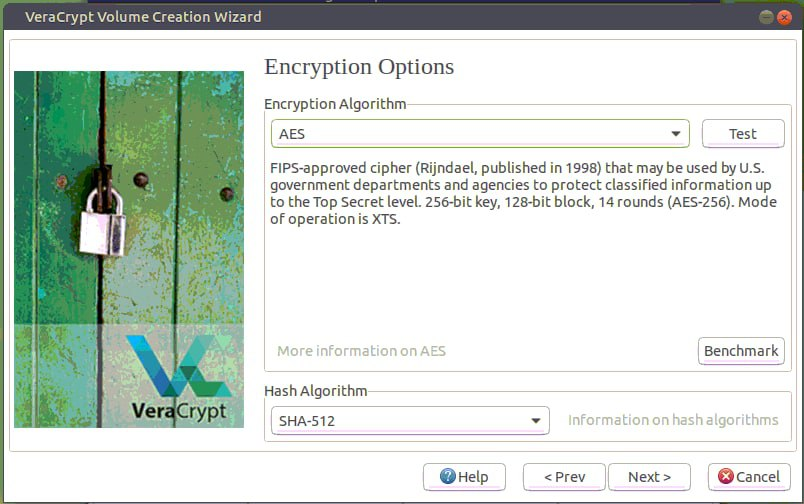 VeraCrypt Volume Creation Wizard
Encryption Options
Encryption Algorithm
AES
Test
FIPS-approved cipher (Rijndael, published in 1998) that may be used by U.S.
government departments and agencies to protect classified information up
to the Top Secret level. 256-bit key, 128-bit block, 14 rounds (AES-256). Mode
of operation is XTS.
More information on AES
Benchmark
VeraCrypt
Hash Algorithm
SHA-512
Information on hash algorithms
Help
< Prev
Next >
Cancel